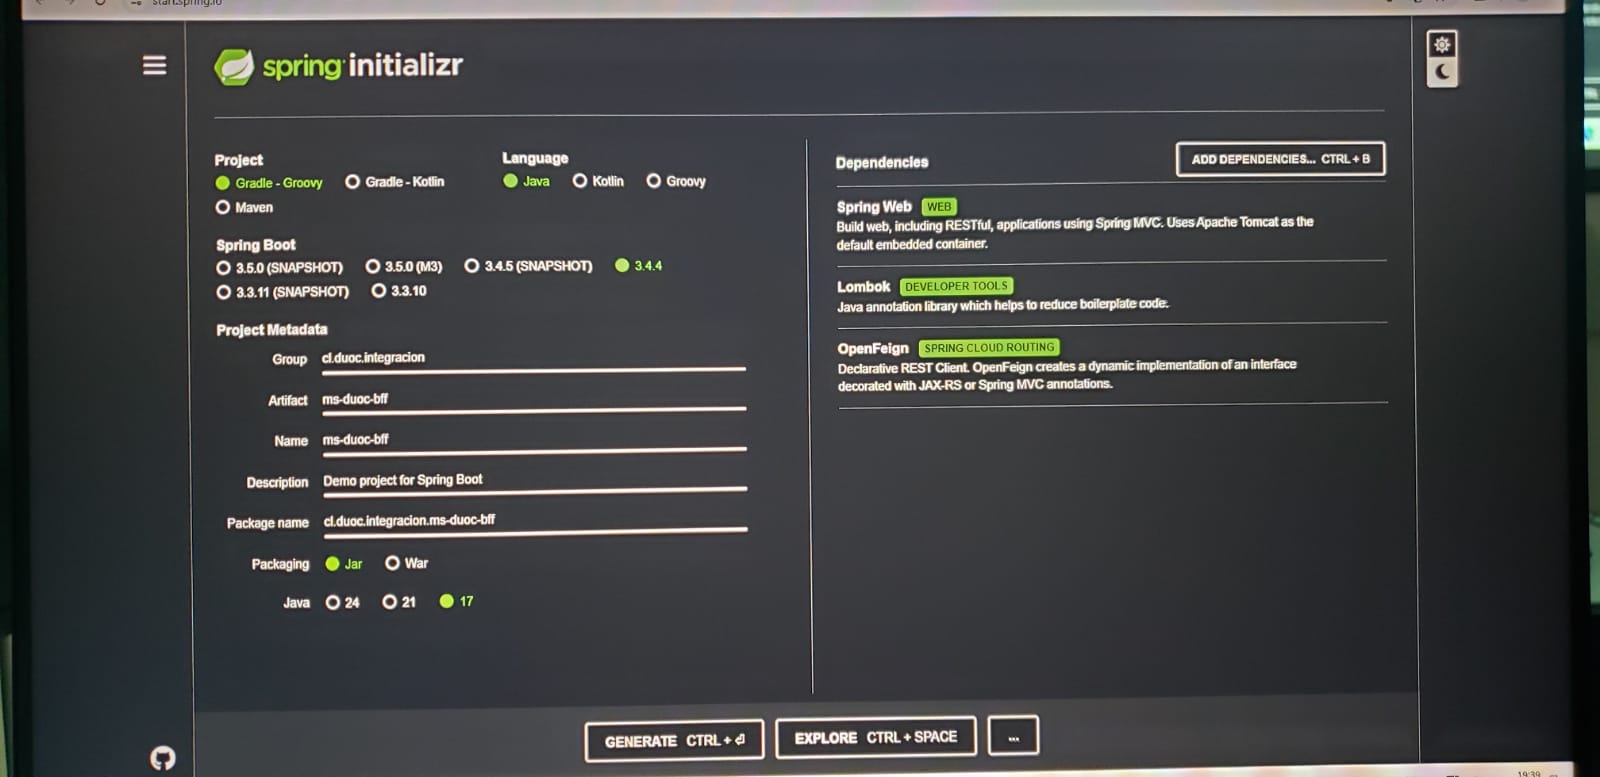 start.spring.io
spring initializr
Project
Gradle - Groovy Gradle - Kotlin
Maven
Language
Java Kotlin Groovy
Spring Boot
3.5.0 (SNAPSHOT) 3.5.0 (M3) 3.4.5 (SNAPSHOT) 3.4.4
3.3.11 (SNAPSHOT) 3.3.10
Project Metadata
Group cl.duoc.integracion
Artifact ms-duoc-bff
Name ms-duoc-bff
Description Demo project for Spring Boot
Package name cl.duoc.integracion.ms-duoc-bff
Packaging Jar War
Java 24 21 17
Dependencies
ADD DEPENDENCIES... CTRL + B
Spring Web WEB
Build web, including RESTful, applications using Spring MVC. Uses Apache Tomcat as the
default embedded container.
Lombok DEVELOPER TOOLS
Java annotation library which helps to reduce boilerplate code.
OpenFeign SPRING CLOUD ROUTING
Declarative REST Client. OpenFeign creates a dynamic implementation of an interface
decorated with JAX-RS or Spring MVC annotations.
GENERATE CTRL + ⏎
EXPLORE CTRL + SPACE
...
19:39